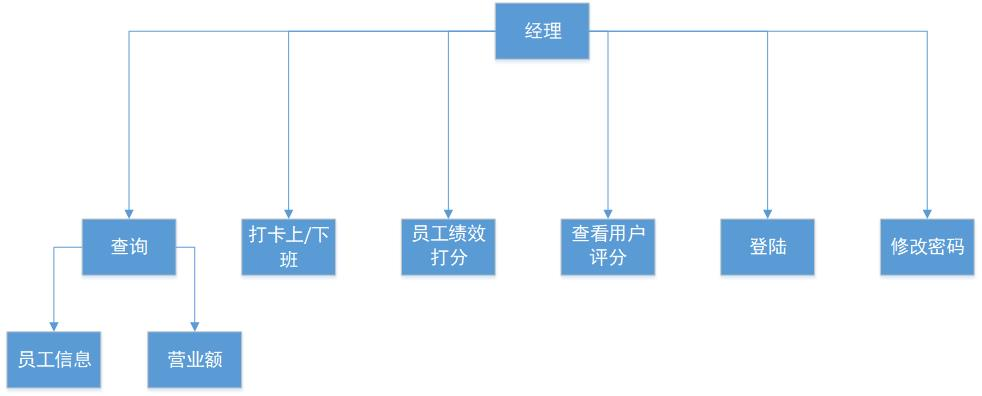 经理
查询
打卡上/下
班
员工绩效
打分
查看用户
评分
登陆
修改密码
员工信息
营业额